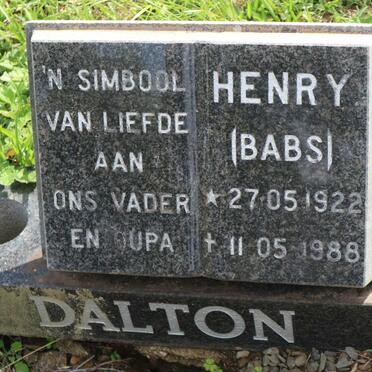 'N SIMBOOL
VAN LIEFDE
AAN
ONS VADER
EN OUPA
HENRY
(BABS)
* 27·05·1922
† 11·05·1988
DALTON